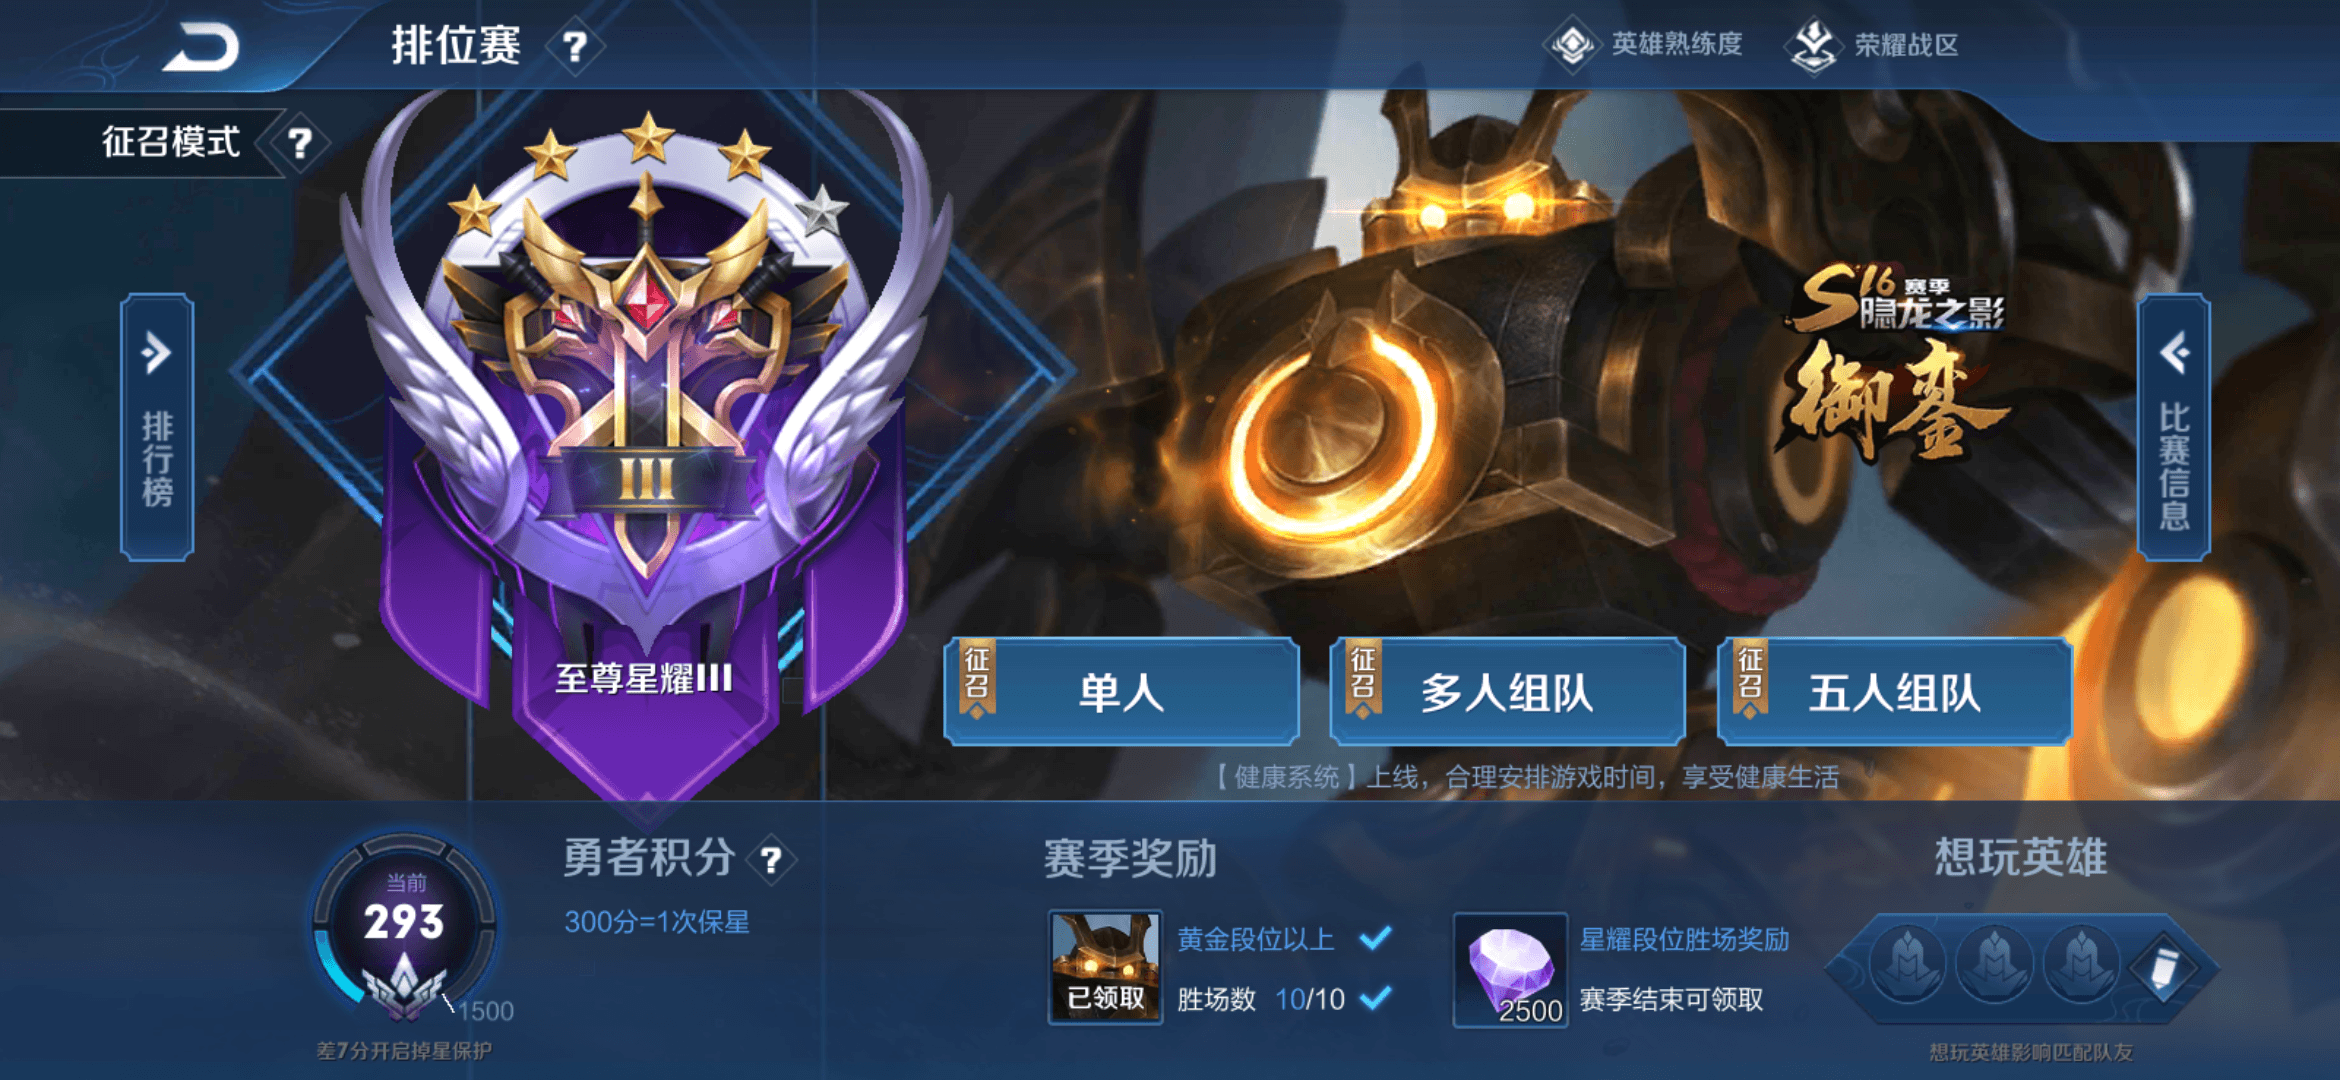 排位赛 ?
英雄熟练度
荣耀战区
征召模式 ?
排行榜
III
至尊星耀III
S16 赛季
隐龙之影
御銮
比赛信息
征召 单人
征召 多人组队
征召 五人组队
【健康系统】上线，合理安排游戏时间，享受健康生活
当前
293
\1500
差7分开启掉星保护
勇者积分 ?
300分=1次保星
赛季奖励
已领取
黄金段位以上
胜场数 10/10
2500
星耀段位胜场奖励
赛季结束可领取
想玩英雄
想玩英雄影响匹配队友